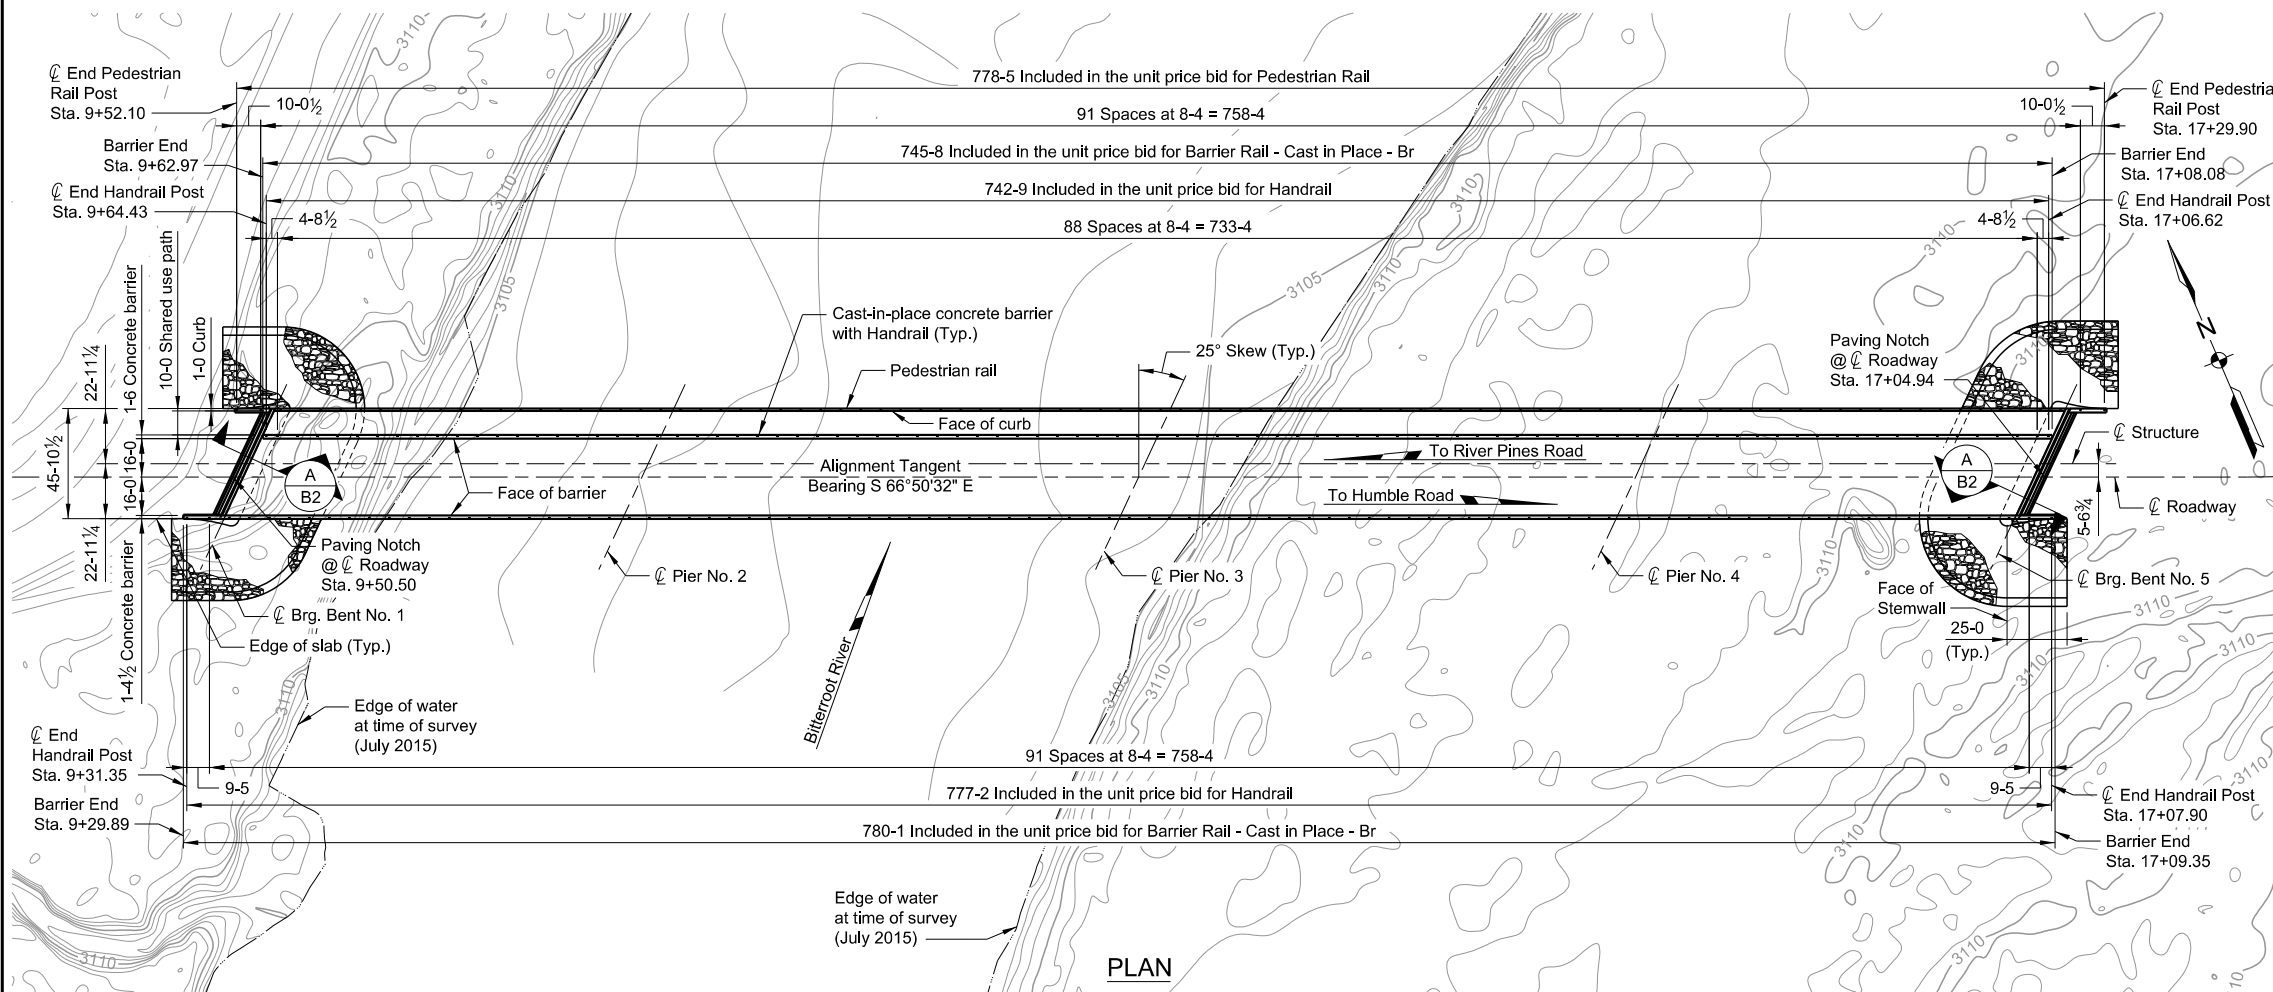 778-5 Included in the unit price bid for Pedestrian Rail
℄ End Pedestrian
Rail Post
Sta. 9+52.10
10-0½
91 Spaces at 8-4 = 758-4
10-0½
℄ End Pedestria
Rail Post
Sta. 17+29.90
Barrier End
Sta. 9+62.97
745-8 Included in the unit price bid for Barrier Rail - Cast in Place - Br
Barrier End
Sta. 17+08.08
℄ End Handrail Post
Sta. 9+64.43
742-9 Included in the unit price bid for Handrail
℄ End Handrail Post
Sta. 17+06.62
4-8½
88 Spaces at 8-4 = 733-4
4-8½
22-11¼
1-6 Concrete barrier
10-0 Shared use path
1-0 Curb
45-10½
16-0
16-0
22-11¼
1-4½ Concrete barrier
Cast-in-place concrete barrier
with Handrail (Typ.)
Pedestrian rail
25° Skew (Typ.)
Paving Notch
@ ℄ Roadway
Sta. 17+04.94
N
Face of curb
℄ Structure
To River Pines Road
Alignment Tangent
Bearing S 66°50'32" E
A
B2
A
B2
Face of barrier
To Humble Road
℄ Roadway
5-6¾
Paving Notch
@ ℄ Roadway
Sta. 9+50.50
℄ Pier No. 2
℄ Pier No. 3
℄ Pier No. 4
℄ Brg. Bent No. 5
℄ Brg. Bent No. 1
Face of
Stemwall
25-0
(Typ.)
Edge of slab (Typ.)
Bitterroot River
Edge of water
at time of survey
(July 2015)
℄ End
Handrail Post
Sta. 9+31.35
91 Spaces at 8-4 = 758-4
9-5
9-5
777-2 Included in the unit price bid for Handrail
℄ End Handrail Post
Sta. 17+07.90
Barrier End
Sta. 9+29.89
780-1 Included in the unit price bid for Barrier Rail - Cast in Place - Br
Barrier End
Sta. 17+09.35
Edge of water
at time of survey
(July 2015)
PLAN
3110
3110
3110
3105
3105
3110
3110
3110
3110
3110
3110
3105
3110
3110
3110
3110
3110
3110
3110
3110
3110